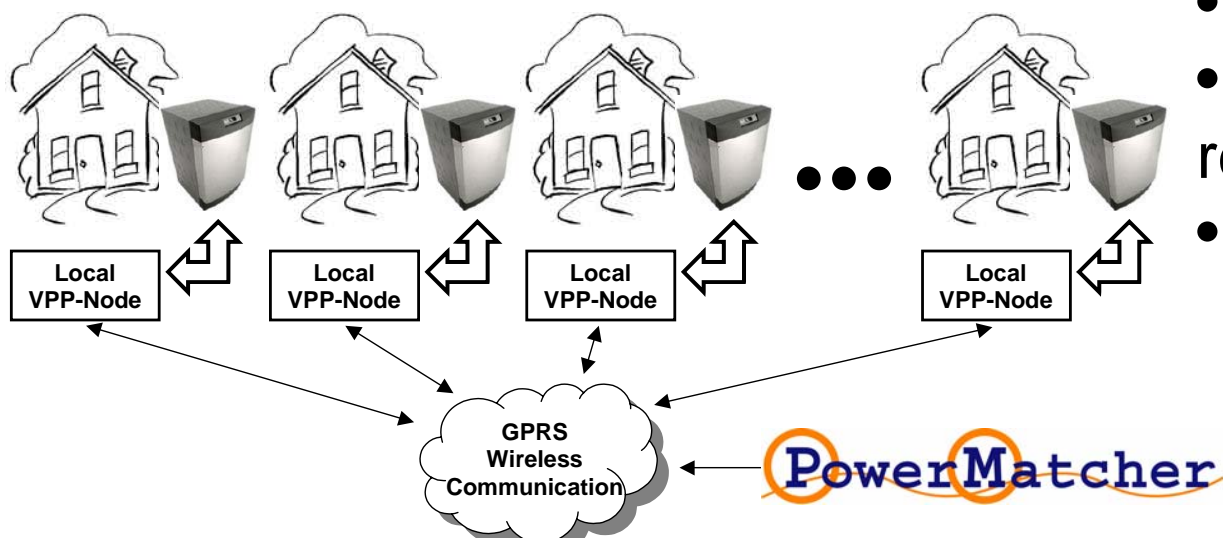 Local
VPP-Node
Local
VPP-Node
Local
VPP-Node
Local
VPP-Node
GPRS
Wireless
Communication
PowerMatcher